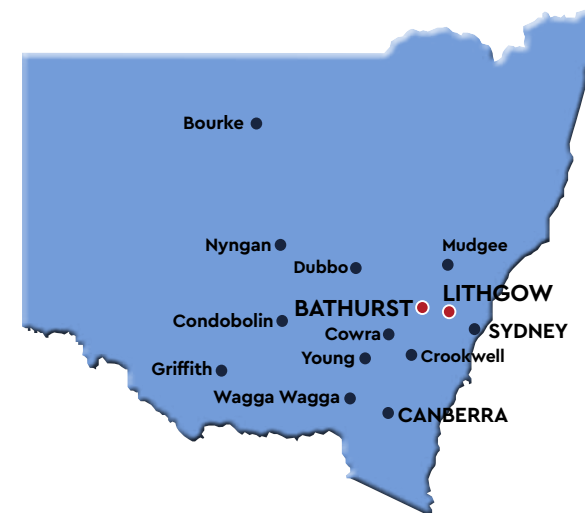 Bourke
Nyngan
Mudgee
Dubbo
LITHGOW
BATHURST
Condobolin
SYDNEY
Cowra
Young
Crookwell
Griffith
Wagga Wagga
CANBERRA